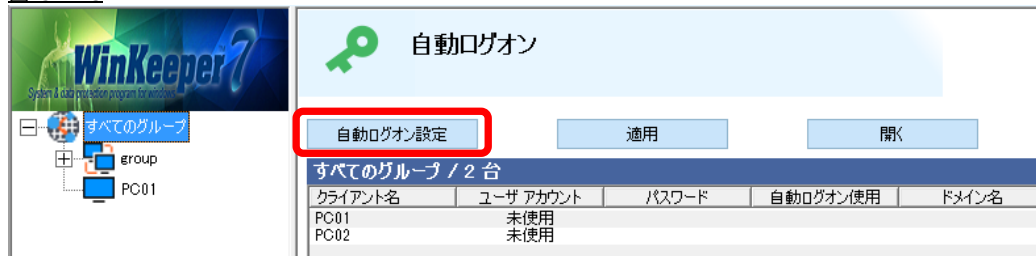 WinKeeper 7
System & data protection program for windows
自動ログオン
すべてのグループ
group
PC01
自動ログオン設定
適用
開く
すべてのグループ / 2 台
クライアント名 ユーザ アカウント パスワード 自動ログオン使用 ドメイン名
PC01 未使用
PC02 未使用